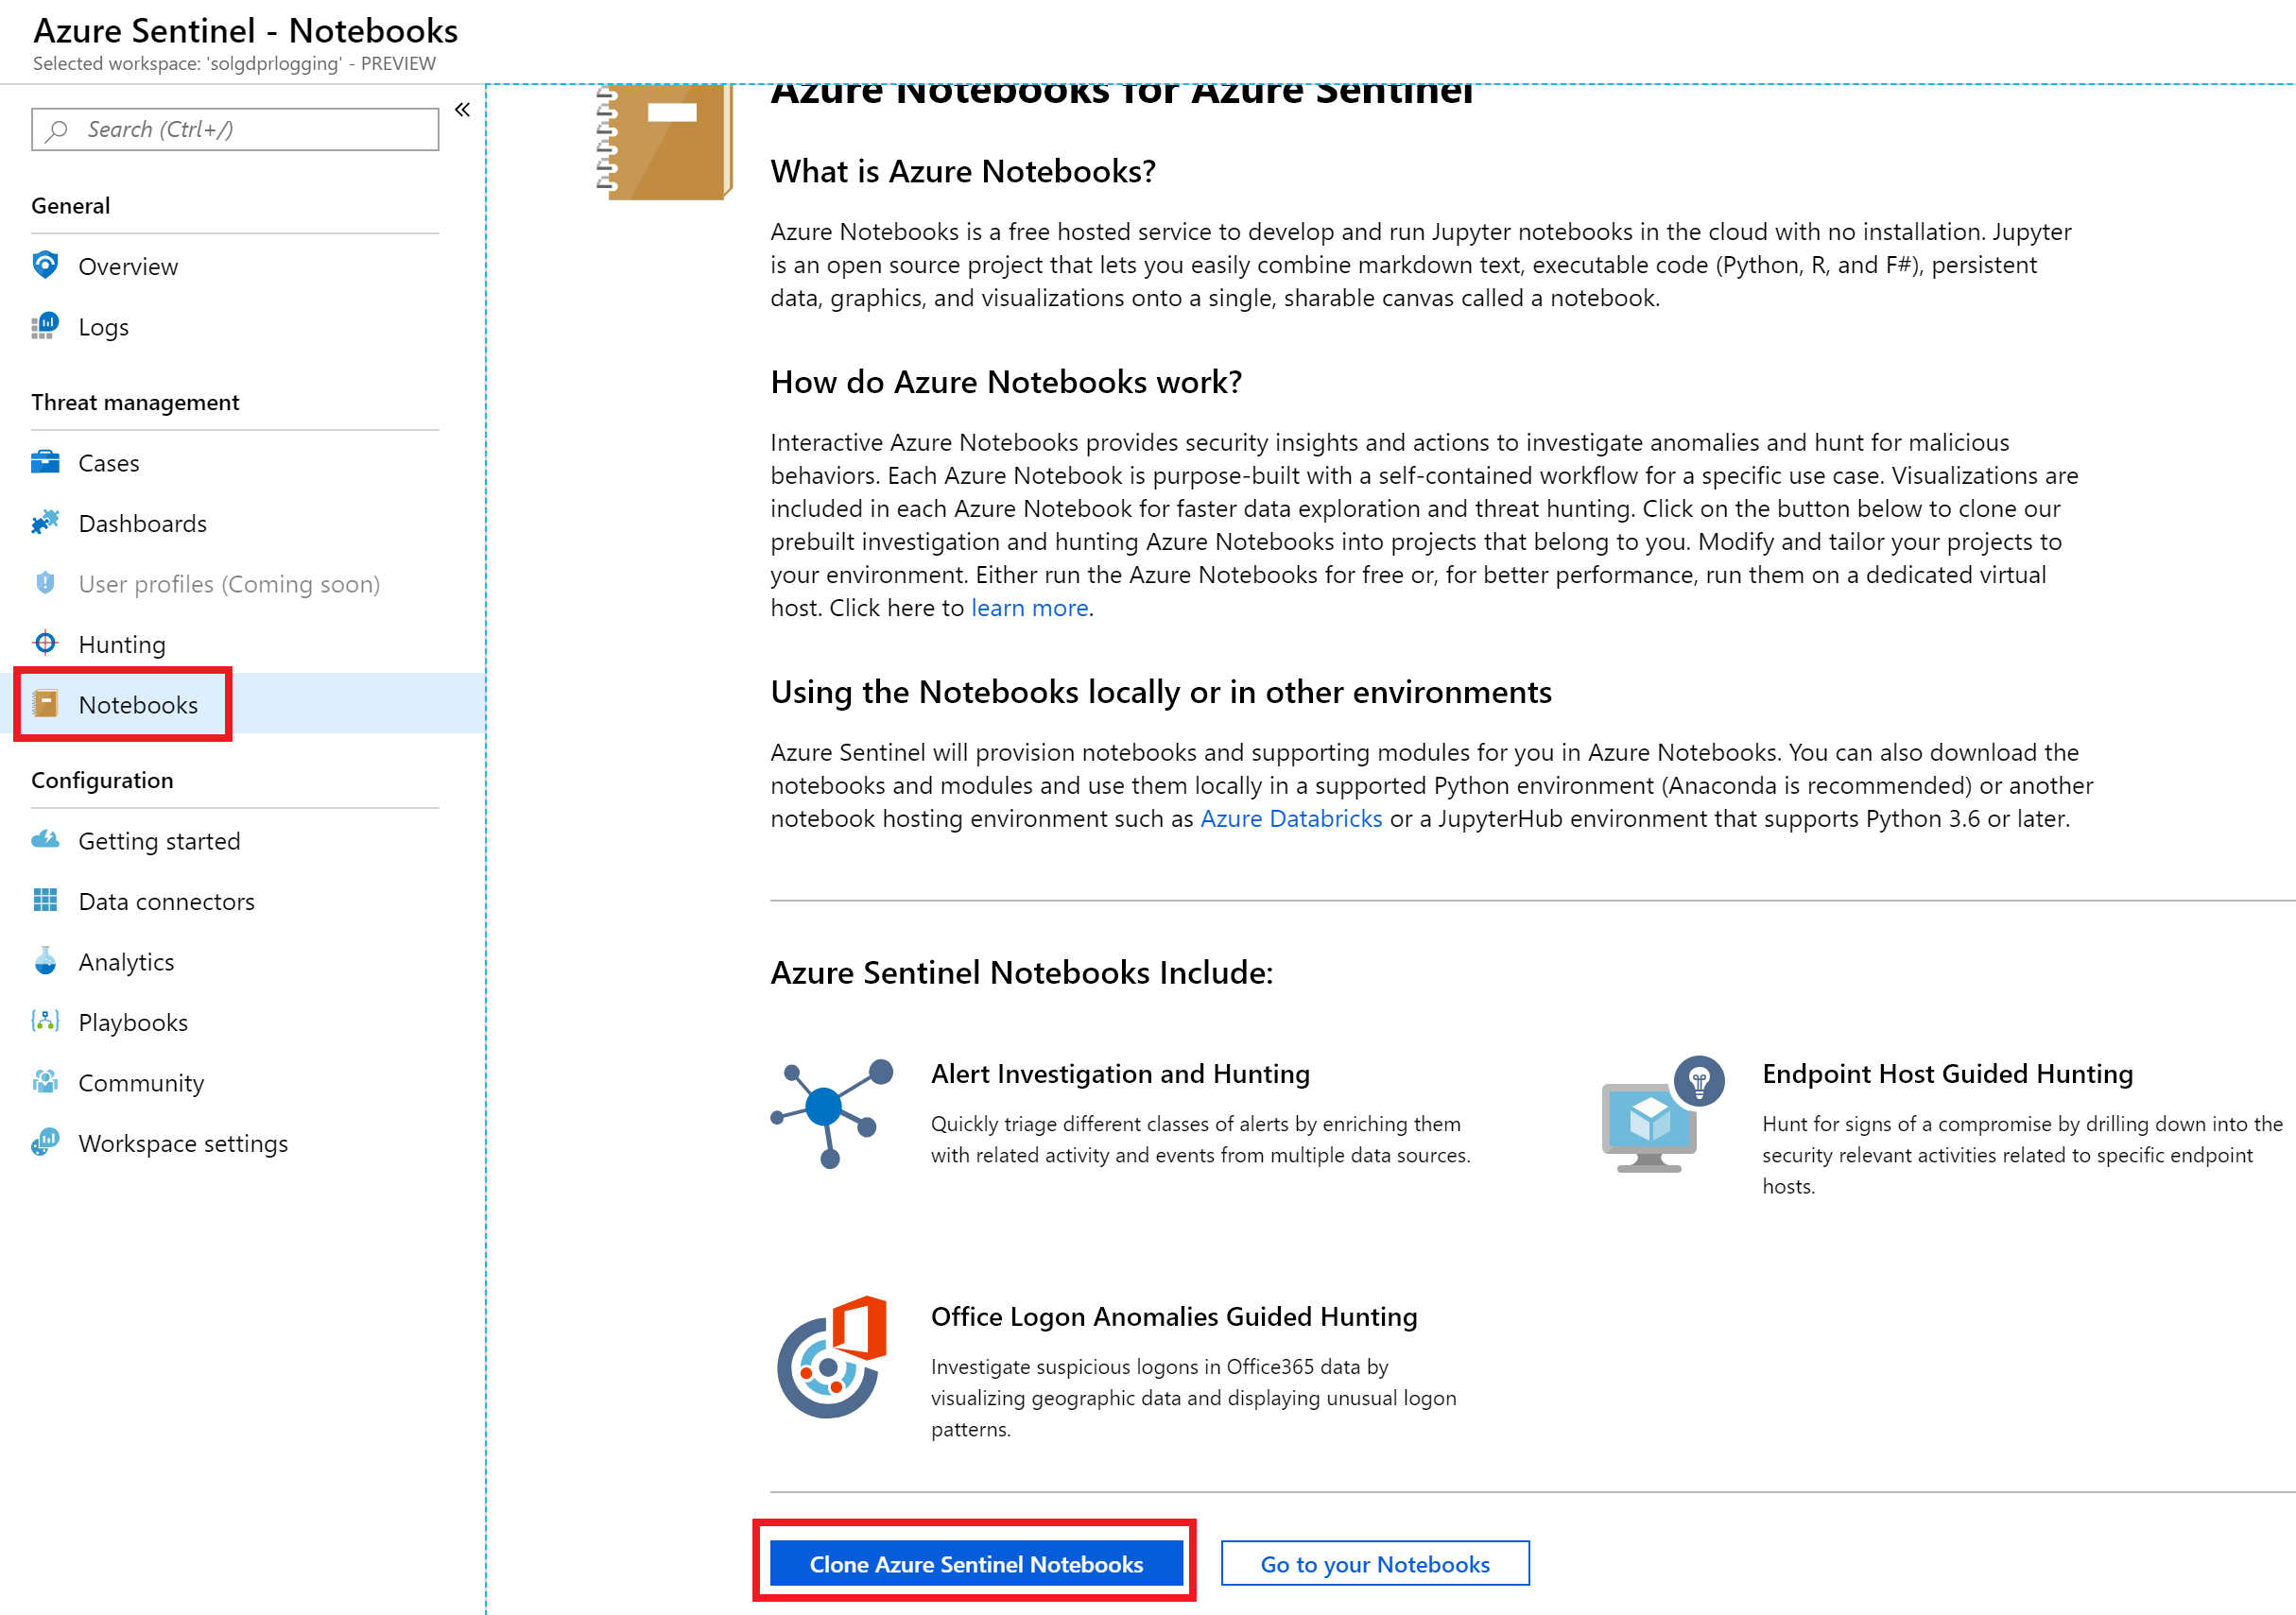 Azure Sentinel - Notebooks
Selected workspace: 'solgdprlogging' - PREVIEW
Search (Ctrl+/)
General
Overview
Logs
Threat management
Cases
Dashboards
User profiles (Coming soon)
Hunting
Notebooks
Configuration
Getting started
Data connectors
Analytics
Playbooks
Community
Workspace settings
Azure Notebooks for Azure Sentinel
What is Azure Notebooks?
Azure Notebooks is a free hosted service to develop and run Jupyter notebooks in the cloud with no installation. Jupyter
is an open source project that lets you easily combine markdown text, executable code (Python, R, and F#), persistent
data, graphics, and visualizations onto a single, sharable canvas called a notebook.
How do Azure Notebooks work?
Interactive Azure Notebooks provides security insights and actions to investigate anomalies and hunt for malicious
behaviors. Each Azure Notebook is purpose-built with a self-contained workflow for a specific use case. Visualizations are
included in each Azure Notebook for faster data exploration and threat hunting. Click on the button below to clone our
prebuilt investigation and hunting Azure Notebooks into projects that belong to you. Modify and tailor your projects to
your environment. Either run the Azure Notebooks for free or, for better performance, run them on a dedicated virtual
host. Click here to learn more.
Using the Notebooks locally or in other environments
Azure Sentinel will provision notebooks and supporting modules for you in Azure Notebooks. You can also download the
notebooks and modules and use them locally in a supported Python environment (Anaconda is recommended) or another
notebook hosting environment such as Azure Databricks or a JupyterHub environment that supports Python 3.6 or later.
Azure Sentinel Notebooks Include:
Alert Investigation and Hunting
Quickly triage different classes of alerts by enriching them
with related activity and events from multiple data sources.
Endpoint Host Guided Hunting
Hunt for signs of a compromise by drilling down into the
security relevant activities related to specific endpoint
hosts.
Office Logon Anomalies Guided Hunting
Investigate suspicious logons in Office365 data by
visualizing geographic data and displaying unusual logon
patterns.
Clone Azure Sentinel Notebooks
Go to your Notebooks